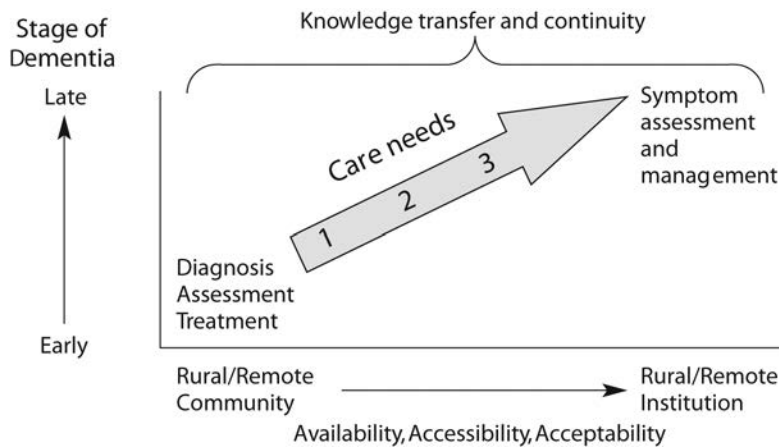 Knowledge transfer and continuity
Stage of
Dementia
Late
Symptom
assessment
and
management
Care needs
1
2
3
Diagnosis
Assessment
Treatment
Early
Rural/Remote
Community
Rural/Remote
Institution
Availability, Accessibility, Acceptability